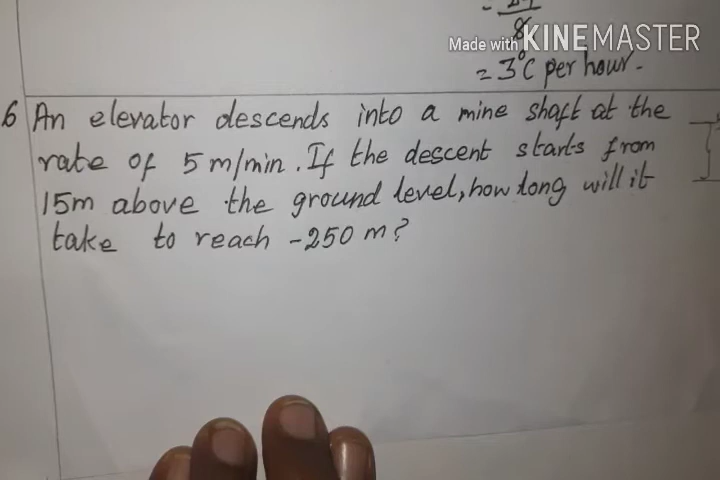 8
Made with KINEMASTER
= 3°C per hour.
6 An elevator descends into a mine shaft at the
rate of 5 m/min. If the descent starts from
15m above the ground level, how long will it
take to reach -250 m?